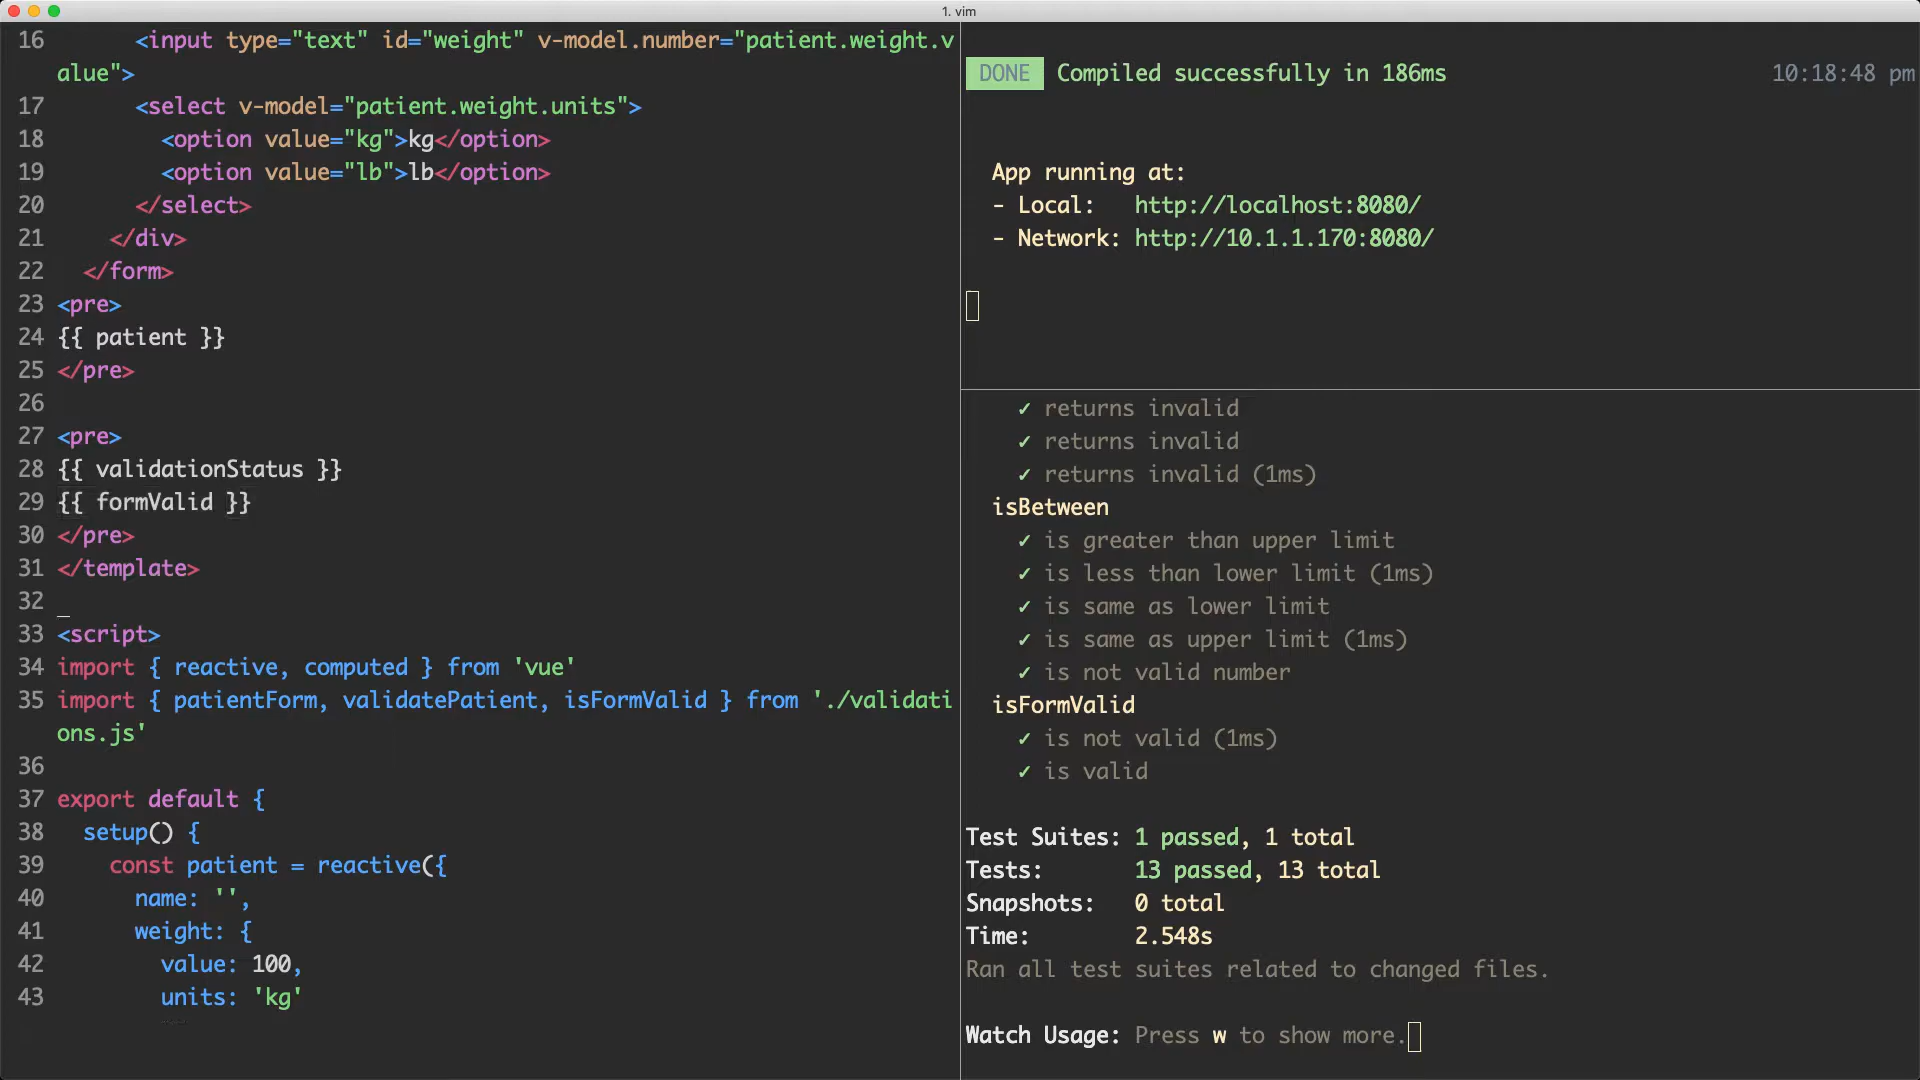 1. vim
16       <input type="text" id="weight" v-model.number="patient.weight.v
alue">
17       <select v-model="patient.weight.units">
18         <option value="kg">kg</option>
19         <option value="lb">lb</option>
20       </select>
21     </div>
22   </form>
23 <pre>
24 {{ patient }}
25 </pre>
26
27 <pre>
28 {{ validationStatus }}
29 {{ formValid }}
30 </pre>
31 </template>
32
33 <script>
34 import { reactive, computed } from 'vue'
35 import { patientForm, validatePatient, isFormValid } from './validati
ons.js'
36
37 export default {
38   setup() {
39     const patient = reactive({
40       name: '',
41       weight: {
42         value: 100,
43         units: 'kg'
DONE Compiled successfully in 186ms 10:18:48 pm
App running at:
- Local:   http://localhost:8080/
- Network: http://10.1.1.170:8080/
✓ returns invalid
✓ returns invalid
✓ returns invalid (1ms)
isBetween
✓ is greater than upper limit
✓ is less than lower limit (1ms)
✓ is same as lower limit
✓ is same as upper limit (1ms)
✓ is not valid number
isFormValid
✓ is not valid (1ms)
✓ is valid
Test Suites: 1 passed, 1 total
Tests:       13 passed, 13 total
Snapshots:   0 total
Time:        2.548s
Ran all test suites related to changed files.
Watch Usage: Press w to show more.